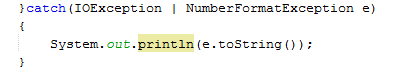 }catch(IOException | NumberFormatException e)
{
System.out.println(e.toString());
}